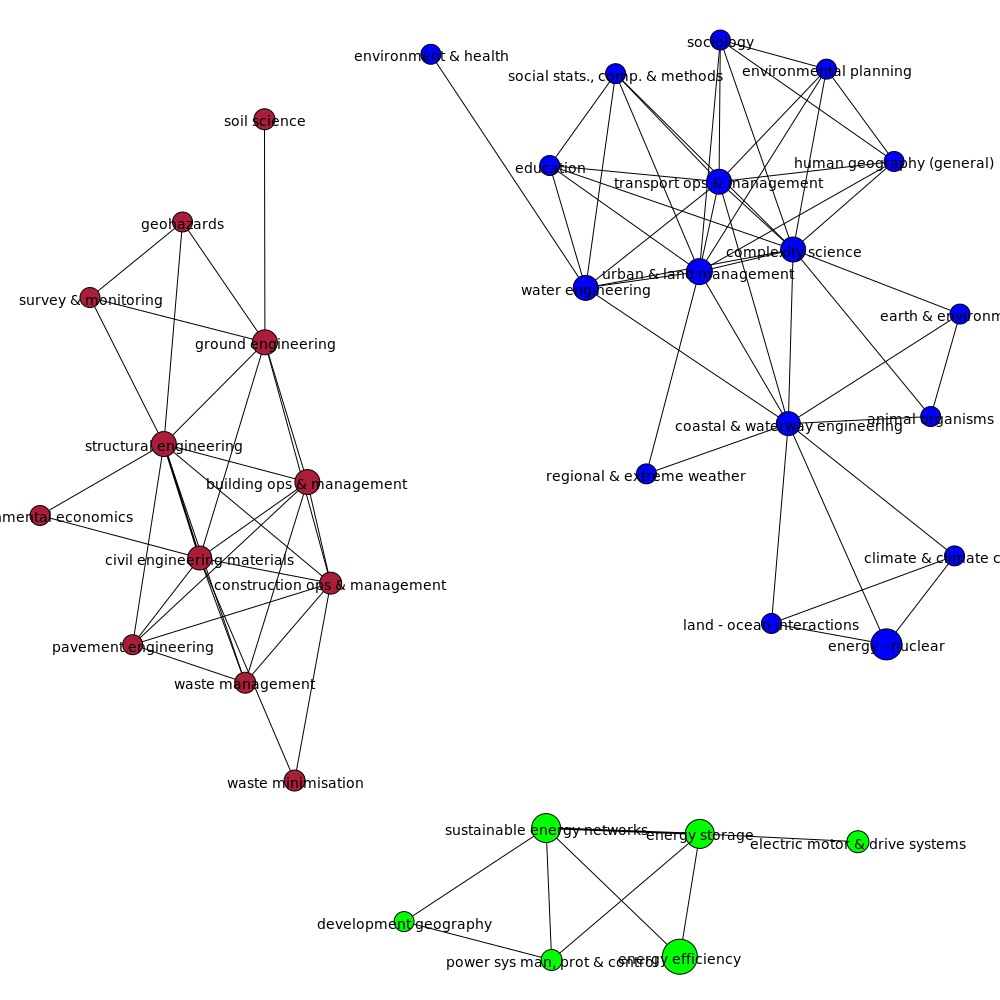 sociology
environment & health
environmental planning
social stats., comp. & methods
soil science
human geography (general)
education
transport ops & management
geohazards
complexity science
urban & land management
water engineering
survey & monitoring
earth & environm
ground engineering
animal organisms
coastal & waterway engineering
structural engineering
regional & extreme weather
building ops & management
mental economics
climate & climate c
civil engineering materials
construction ops & management
land - ocean interactions
energy - nuclear
pavement engineering
waste management
waste minimisation
sustainable energy networks
energy storage
electric motor & drive systems
development geography
energy efficiency
power sys man, prot & control